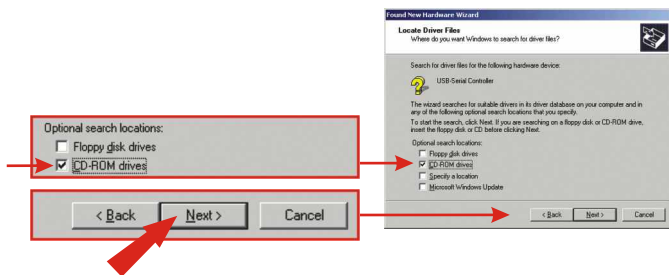 Optional search locations:
Floppy disk drives
CD-ROM drives
< Back Next > Cancel
Found New Hardware Wizard
Locate Driver Files
Where do you want Windows to search for driver files?
Search for driver files for the following hardware device:
USB-Serial Controller
The wizard searches for suitable drivers in its driver database on your computer and in
any of the following optional search locations that you specify.
To start the search, click Next. If you are searching on a floppy disk or CD-ROM drive,
insert the floppy disk or CD before clicking Next.
Optional search locations:
Floppy disk drives
CD-ROM drives
Specify a location
Microsoft Windows Update
< Back Next > Cancel